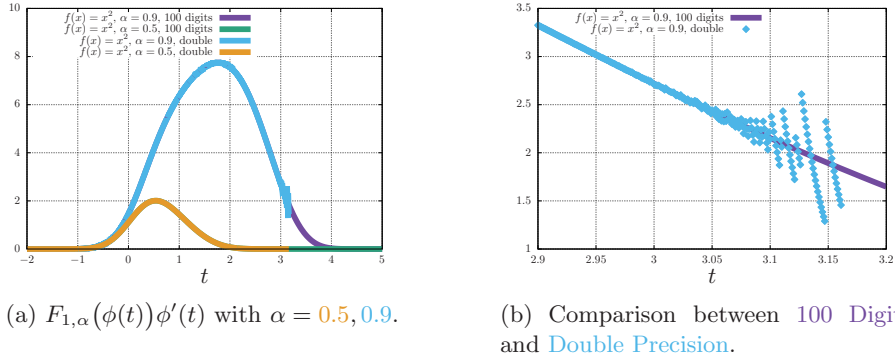 f(x) = x², α = 0.9, 100 digits
f(x) = x², α = 0.5, 100 digits
f(x) = x², α = 0.9, double
f(x) = x², α = 0.5, double
10
8
6
4
2
0
−2 −1 0 1 2 3 4 5
t
(a) F₁,α(ϕ(t))ϕ′(t) with α = 0.5, 0.9.
f(x) = x², α = 0.9, 100 digits
f(x) = x², α = 0.9, double
3.5
3
2.5
2
1.5
1
2.9 2.95 3 3.05 3.1 3.15 3.2
t
(b) Comparison between 100 Digit
and Double Precision.